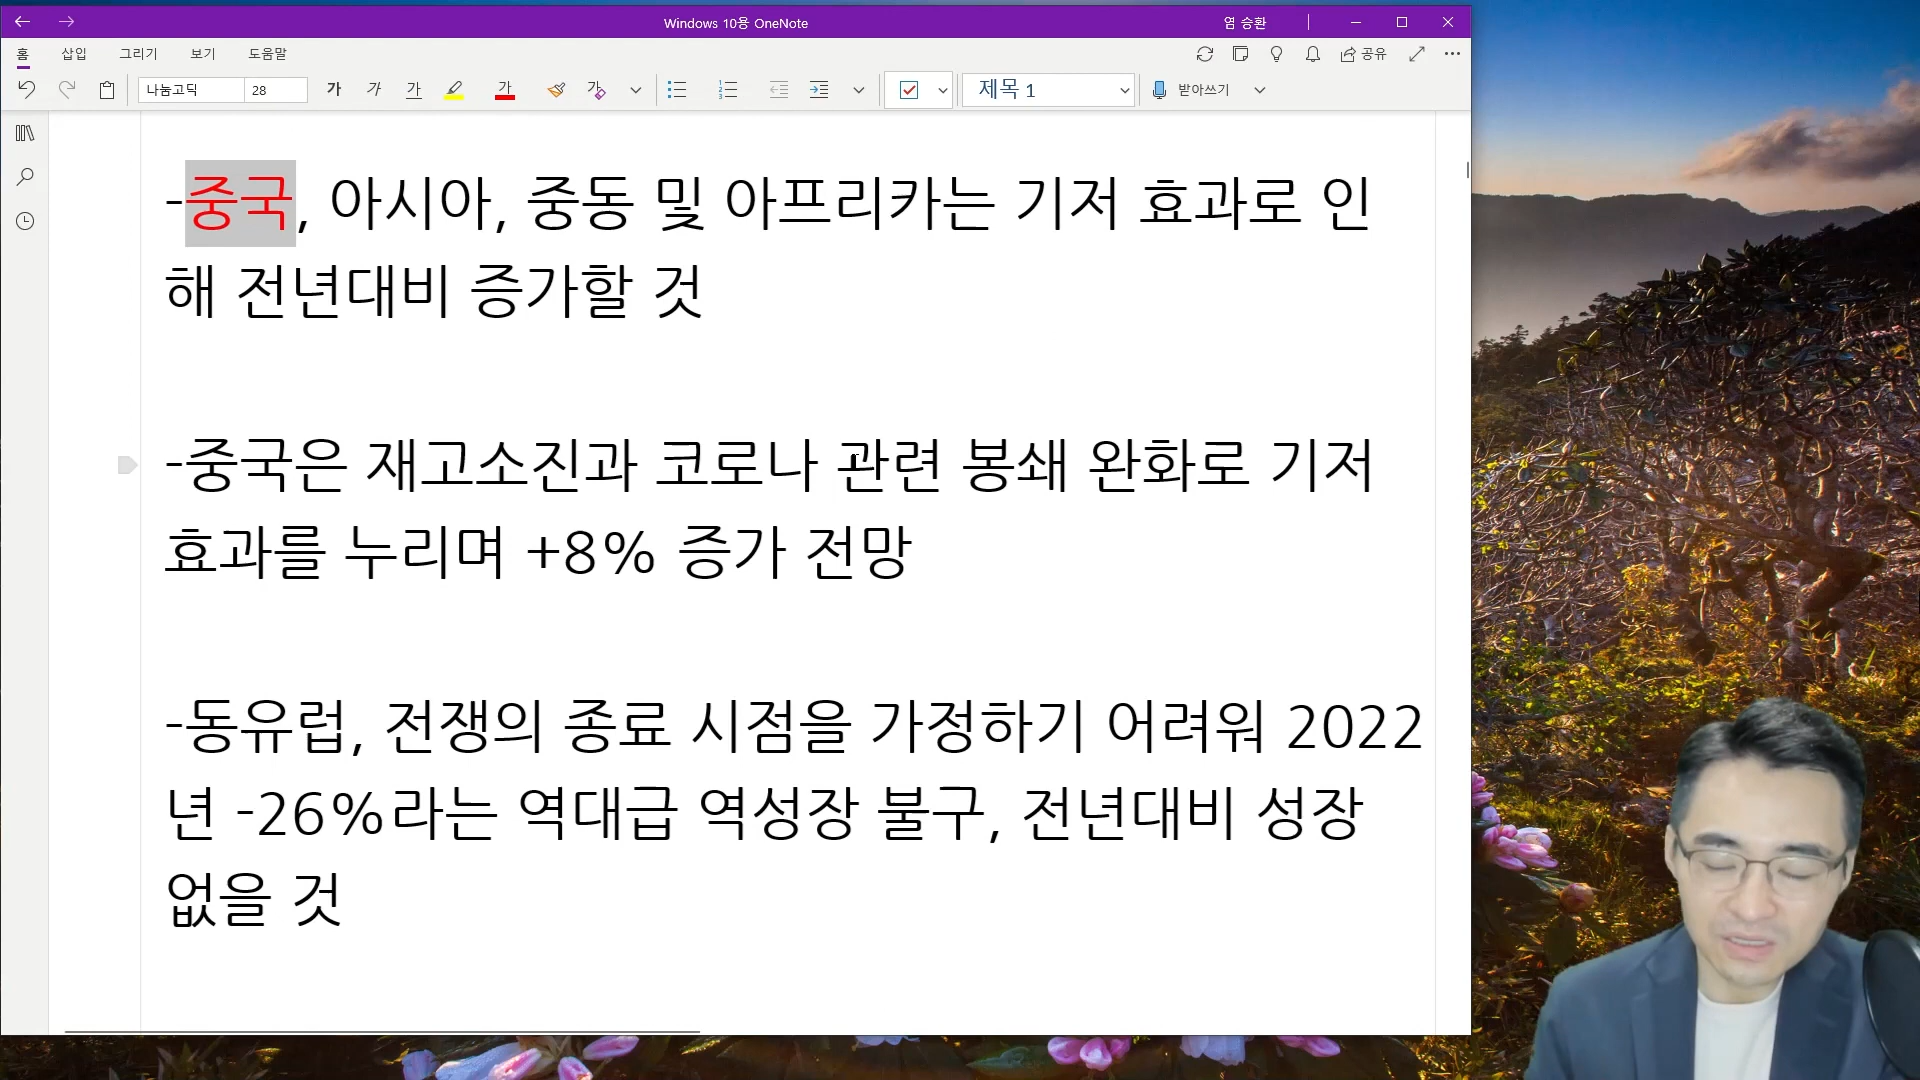 Windows 10용 OneNote
염 승환
홈 삽입 그리기 보기 도움말
공유
나눔고딕 28 가 가 가 가 가 제목 1 받아쓰기
-중국, 아시아, 중동 및 아프리카는 기저 효과로 인
해 전년대비 증가할 것
-중국은 재고소진과 코로나 관련 봉쇄 완화로 기저
효과를 누리며 +8% 증가 전망
-동유럽, 전쟁의 종료 시점을 가정하기 어려워 2022
년 -26%라는 역대급 역성장 불구, 전년대비 성장
없을 것